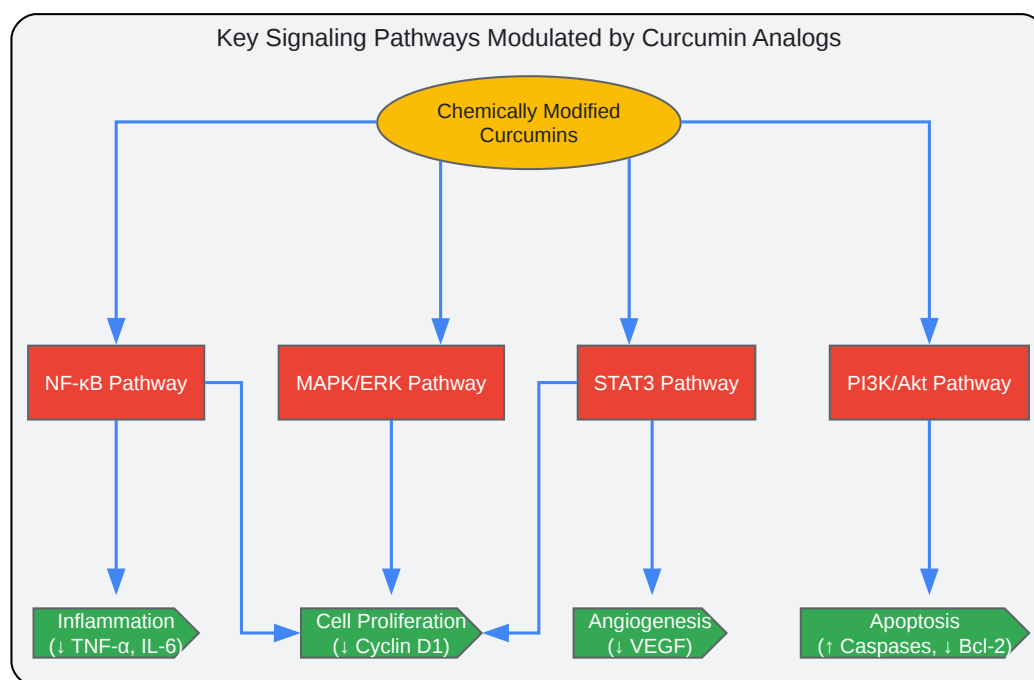 Key Signaling Pathways Modulated by Curcumin Analogs
Chemically Modified
Curcumins
NF-κB Pathway
MAPK/ERK Pathway
STAT3 Pathway
PI3K/Akt Pathway
Inflammation
(↓ TNF-α, IL-6)
Cell Proliferation
(↓ Cyclin D1)
Angiogenesis
(↓ VEGF)
Apoptosis
(↑ Caspases, ↓ Bcl-2)